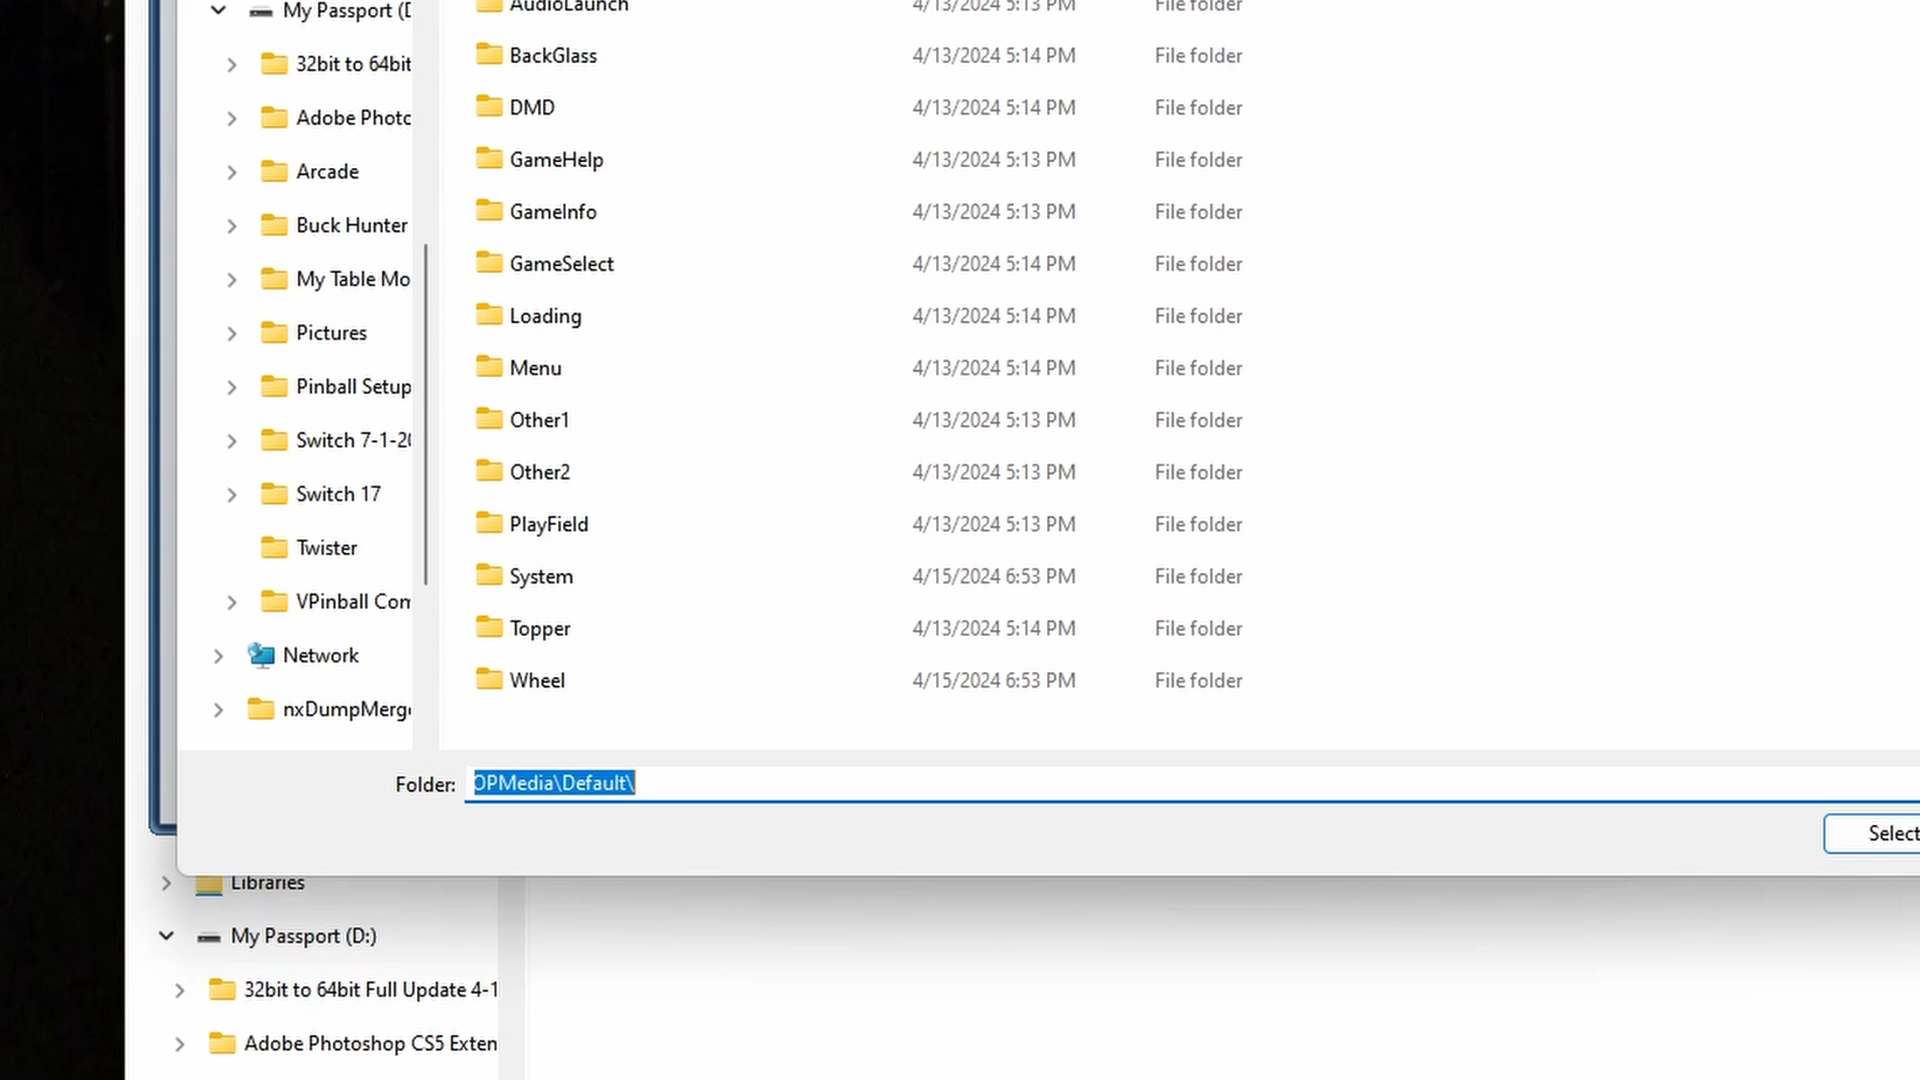 My Passport (D
32bit to 64bit
Adobe Photo
Arcade
Buck Hunter
My Table Mo
Pictures
Pinball Setup
Switch 7-1-20
Switch 17
Twister
VPinball Com
Network
nxDumpMerge
AudioLaunch 4/13/2024 5:13 PM File folder
BackGlass 4/13/2024 5:14 PM File folder
DMD 4/13/2024 5:14 PM File folder
GameHelp 4/13/2024 5:13 PM File folder
GameInfo 4/13/2024 5:13 PM File folder
GameSelect 4/13/2024 5:14 PM File folder
Loading 4/13/2024 5:14 PM File folder
Menu 4/13/2024 5:14 PM File folder
Other1 4/13/2024 5:13 PM File folder
Other2 4/13/2024 5:13 PM File folder
PlayField 4/13/2024 5:13 PM File folder
System 4/15/2024 6:53 PM File folder
Topper 4/13/2024 5:14 PM File folder
Wheel 4/15/2024 6:53 PM File folder
Folder: OPMedia\Default\
Select
Libraries
My Passport (D:)
32bit to 64bit Full Update 4-1
Adobe Photoshop CS5 Exten